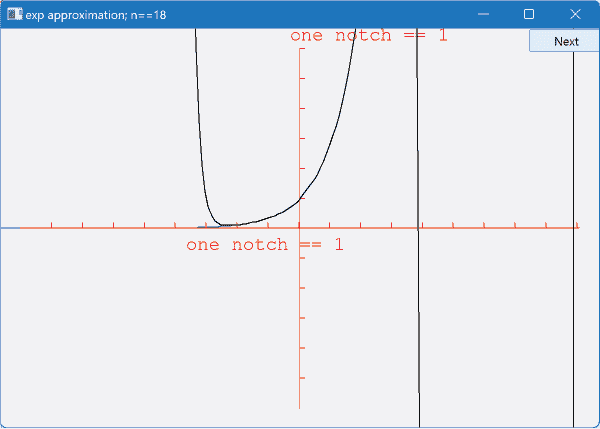 exp approximation; n==18
one notch == 1
Next
one notch == 1